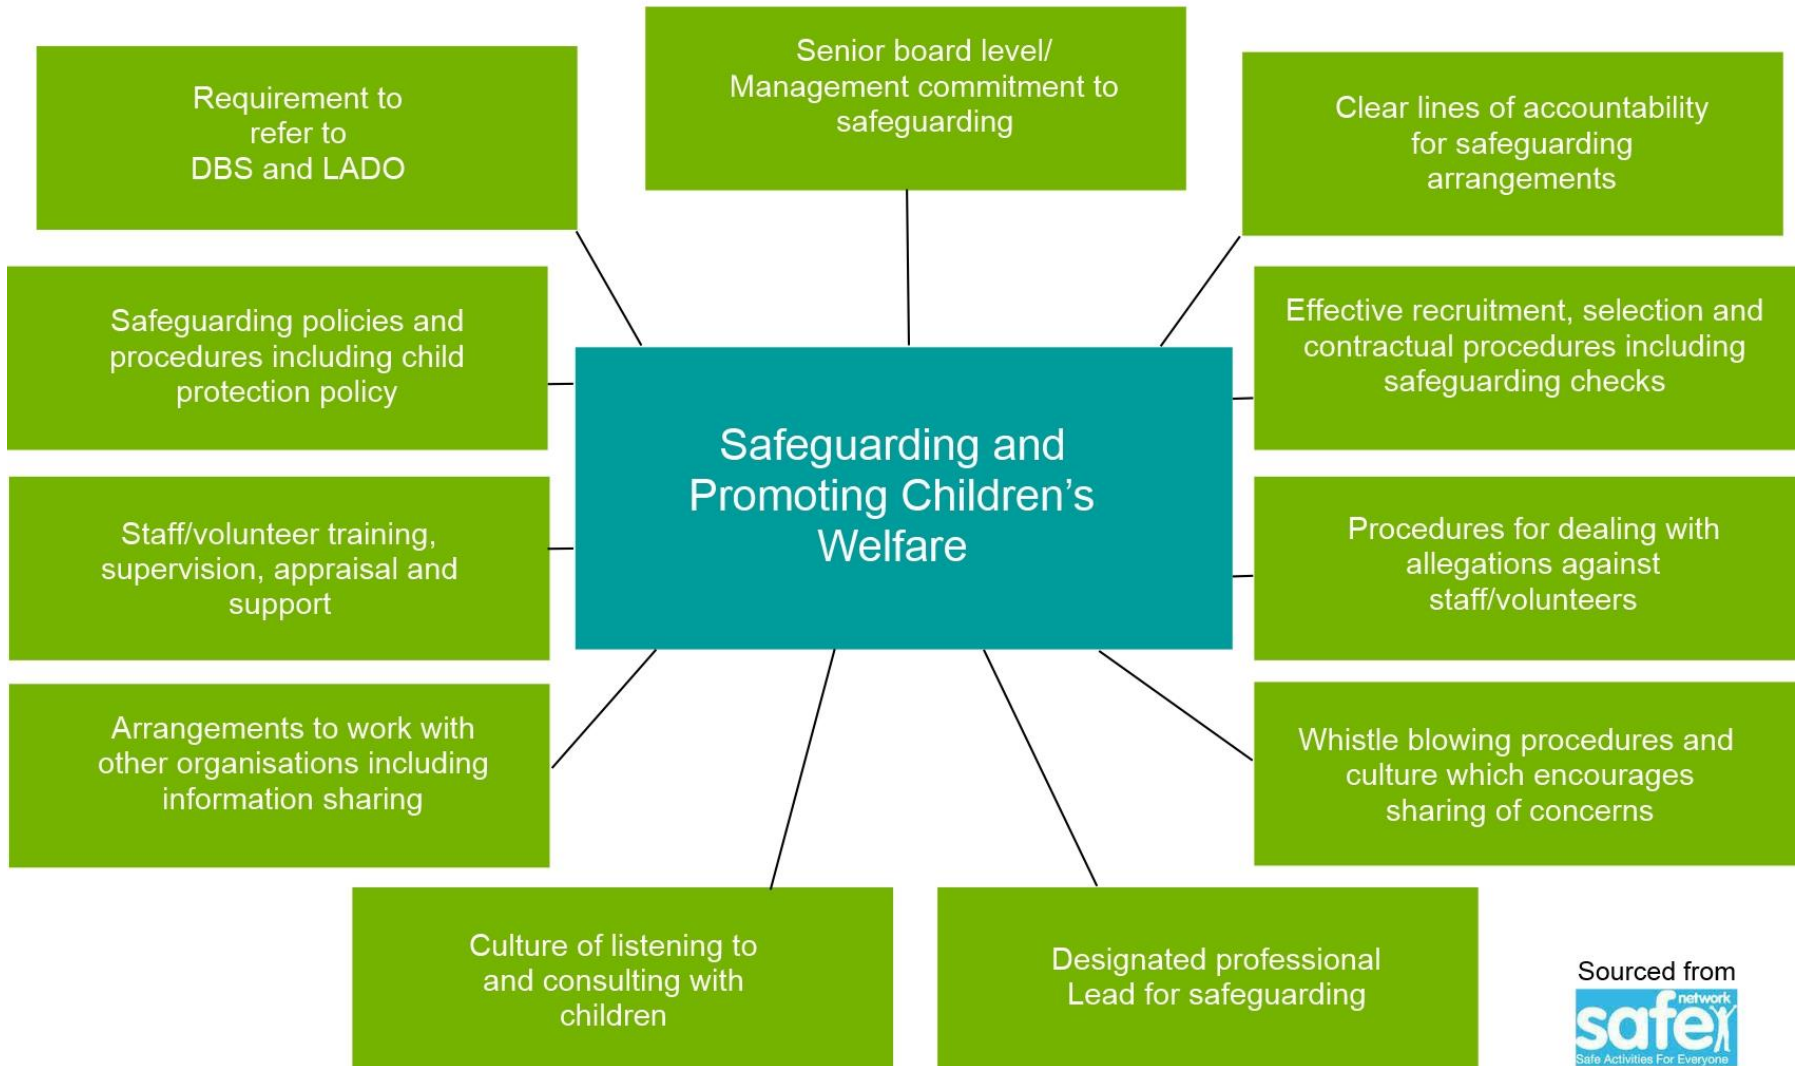 Senior board level/
Management commitment to
safeguarding
Requirement to
refer to
DBS and LADO
Clear lines of accountability
for safeguarding
arrangements
Safeguarding policies and
procedures including child
protection policy
Effective recruitment, selection and
contractual procedures including
safeguarding checks
Safeguarding and
Promoting Children’s
Welfare
Staff/volunteer training,
supervision, appraisal and
support
Procedures for dealing with
allegations against
staff/volunteers
Arrangements to work with
other organisations including
information sharing
Whistle blowing procedures and
culture which encourages
sharing of concerns
Culture of listening to
and consulting with
children
Designated professional
Lead for safeguarding
Sourced from
network
safe
Safe Activities For Everyone